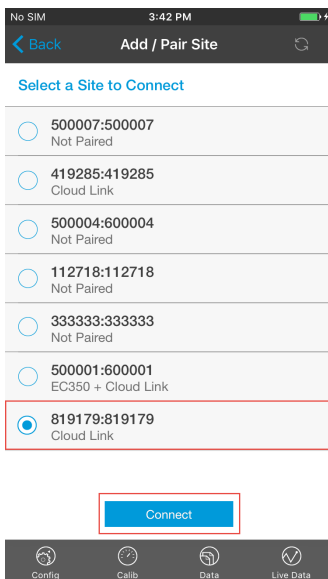 No SIM 3:42 PM
Back Add / Pair Site
Select a Site to Connect
500007:500007
Not Paired
419285:419285
Cloud Link
500004:600004
Not Paired
112718:112718
Not Paired
333333:333333
Not Paired
500001:600001
EC350 + Cloud Link
819179:819179
Cloud Link
Connect
Config Calib Data Live Data